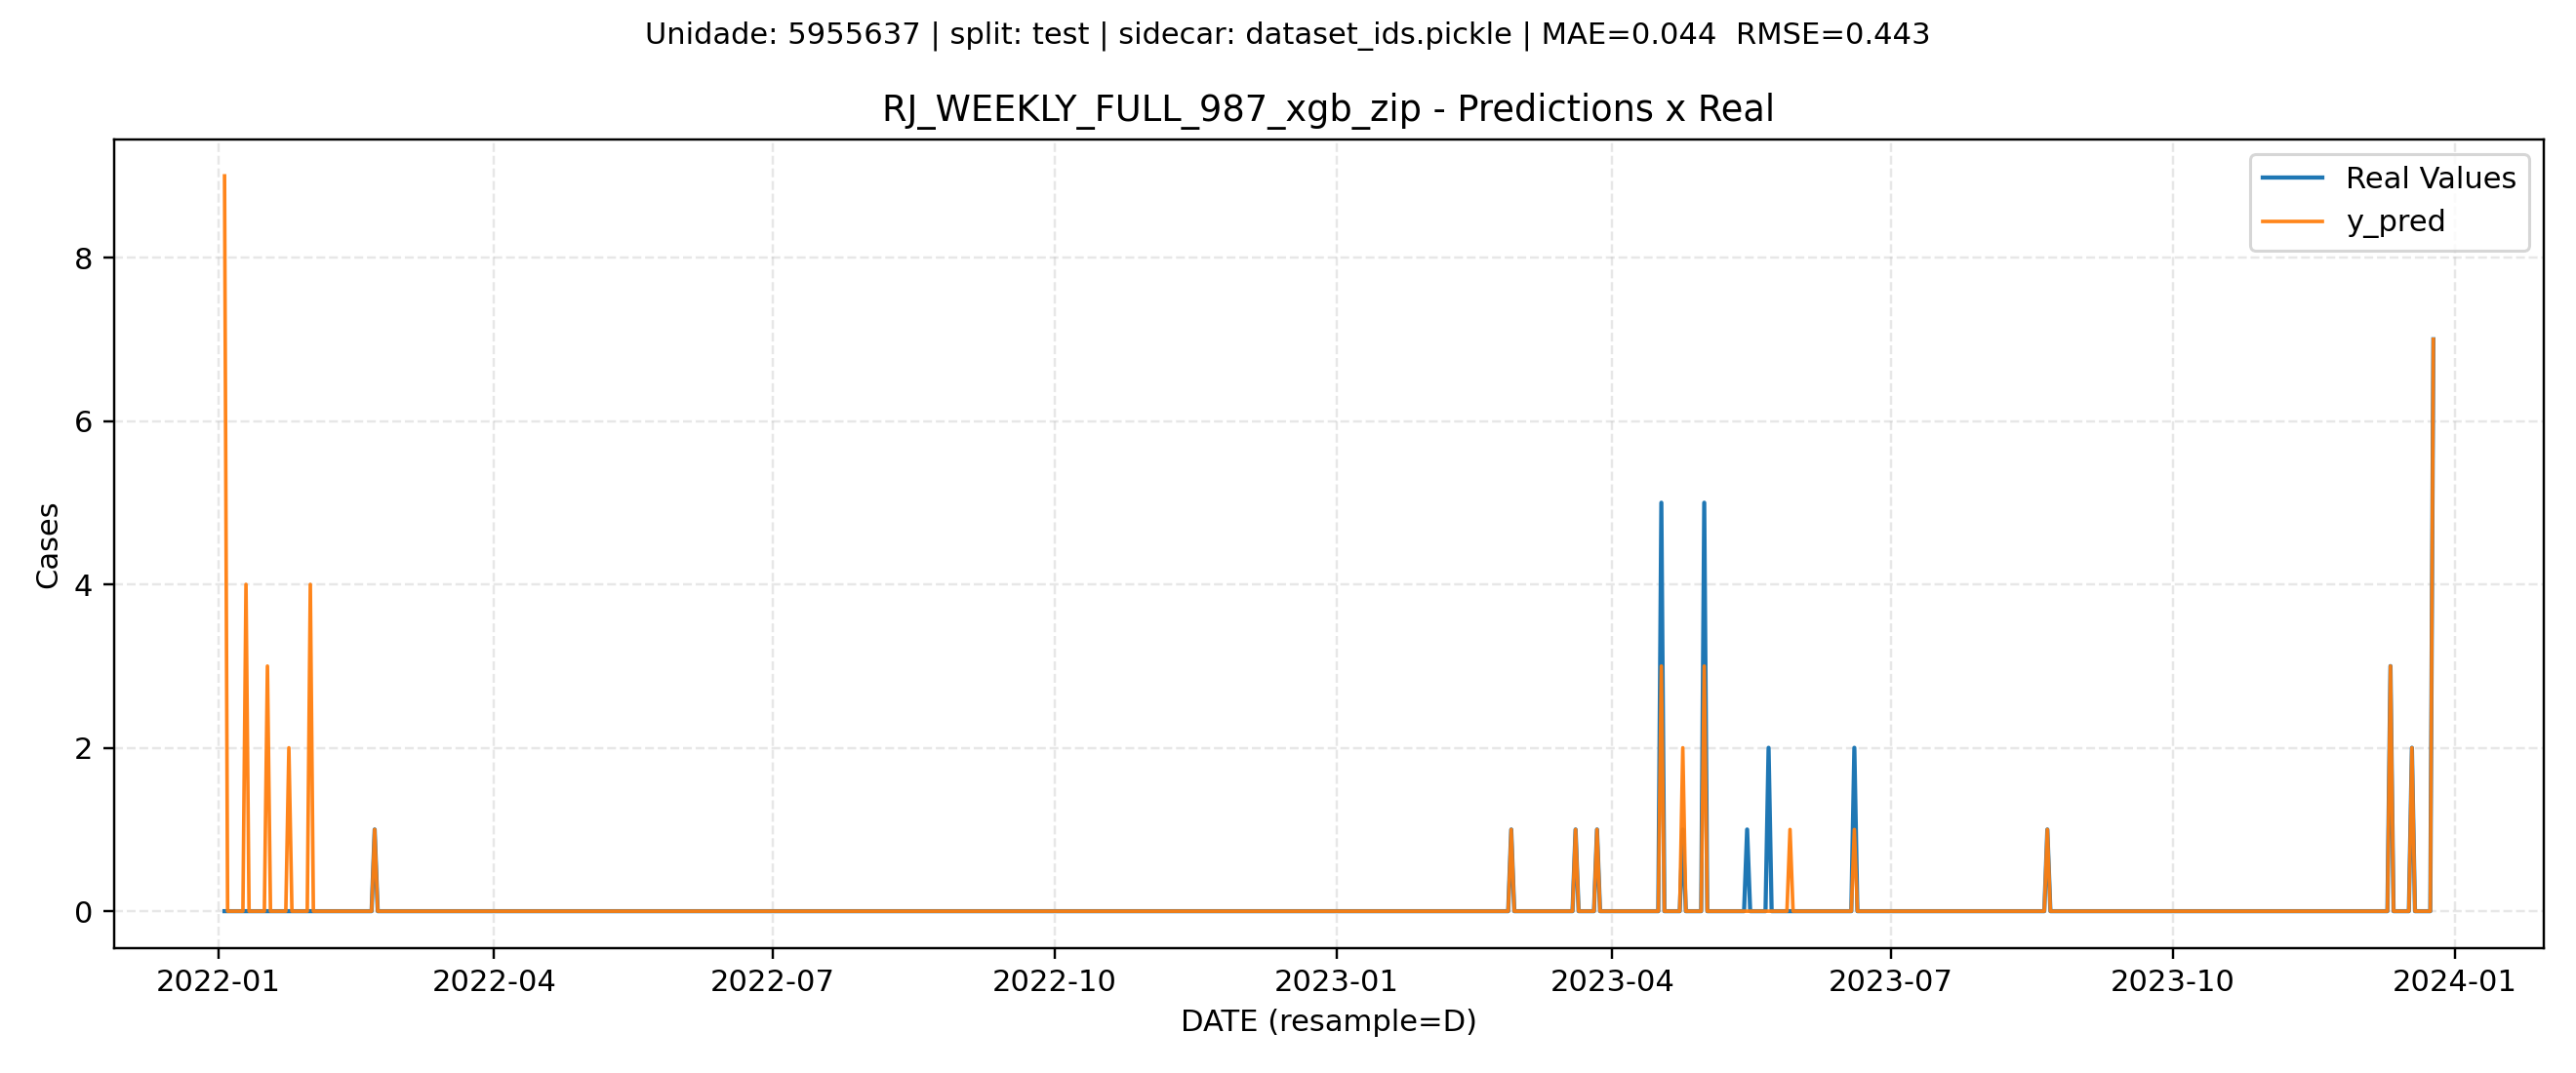 Unidade: 5955637 | split: test | sidecar: dataset_ids.pickle | MAE=0.044  RMSE=0.443
RJ_WEEKLY_FULL_987_xgb_zip - Predictions x Real
Real Values
y_pred
8
6
4
2
0
Cases
2022-01
2022-04
2022-07
2022-10
2023-01
2023-04
2023-07
2023-10
2024-01
DATE (resample=D)